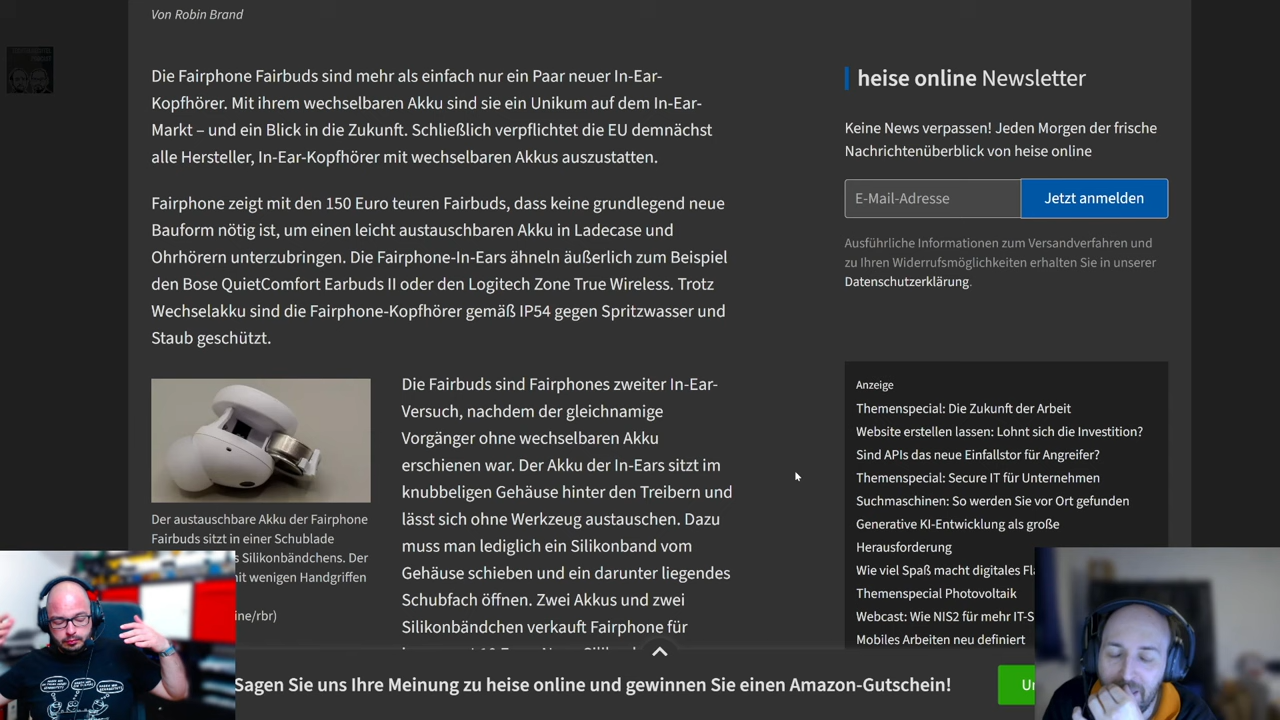 Von Robin Brand
Die Fairphone Fairbuds sind mehr als einfach nur ein Paar neuer In-Ear-
Kopfhörer. Mit ihrem wechselbaren Akku sind sie ein Unikum auf dem In-Ear-
Markt – und ein Blick in die Zukunft. Schließlich verpflichtet die EU demnächst
alle Hersteller, In-Ear-Kopfhörer mit wechselbaren Akkus auszustatten.
Fairphone zeigt mit den 150 Euro teuren Fairbuds, dass keine grundlegend neue
Bauform nötig ist, um einen leicht austauschbaren Akku in Ladecase und
Ohrhörern unterzubringen. Die Fairphone-In-Ears ähneln äußerlich zum Beispiel
den Bose QuietComfort Earbuds II oder den Logitech Zone True Wireless. Trotz
Wechselakku sind die Fairphone-Kopfhörer gemäß IP54 gegen Spritzwasser und
Staub geschützt.
Der austauschbare Akku der Fairphone
Fairbuds sitzt in einer Schublade
Silikonbändchens. Der
mit wenigen Handgriffen
Die Fairbuds sind Fairphones zweiter In-Ear-
Versuch, nachdem der gleichnamige
Vorgänger ohne wechselbaren Akku
erschienen war. Der Akku der In-Ears sitzt im
knubbeligen Gehäuse hinter den Treibern und
lässt sich ohne Werkzeug austauschen. Dazu
muss man lediglich ein Silikonband vom
Gehäuse schieben und ein darunter liegendes
Schubfach öffnen. Zwei Akkus und zwei
Silikonbändchen verkauft Fairphone für
heise online Newsletter
Keine News verpassen! Jeden Morgen der frische
Nachrichtenüberblick von heise online
E-Mail-Adresse
Jetzt anmelden
Ausführliche Informationen zum Versandverfahren und
zu Ihren Widerrufsmöglichkeiten erhalten Sie in unserer
Datenschutzerklärung.
Anzeige
Themenspecial: Die Zukunft der Arbeit
Website erstellen lassen: Lohnt sich die Investition?
Sind APIs das neue Einfallstor für Angreifer?
Themenspecial: Secure IT für Unternehmen
Suchmaschinen: So werden Sie vor Ort gefunden
Generative KI-Entwicklung als große
Herausforderung
Wie viel Spaß macht digitales
Themenspecial Photovoltaik
Webcast: Wie NIS2 für mehr
Mobiles Arbeiten neu definiert
Sagen Sie uns Ihre Meinung zu heise online und gewinnen Sie einen Amazon-Gutschein!